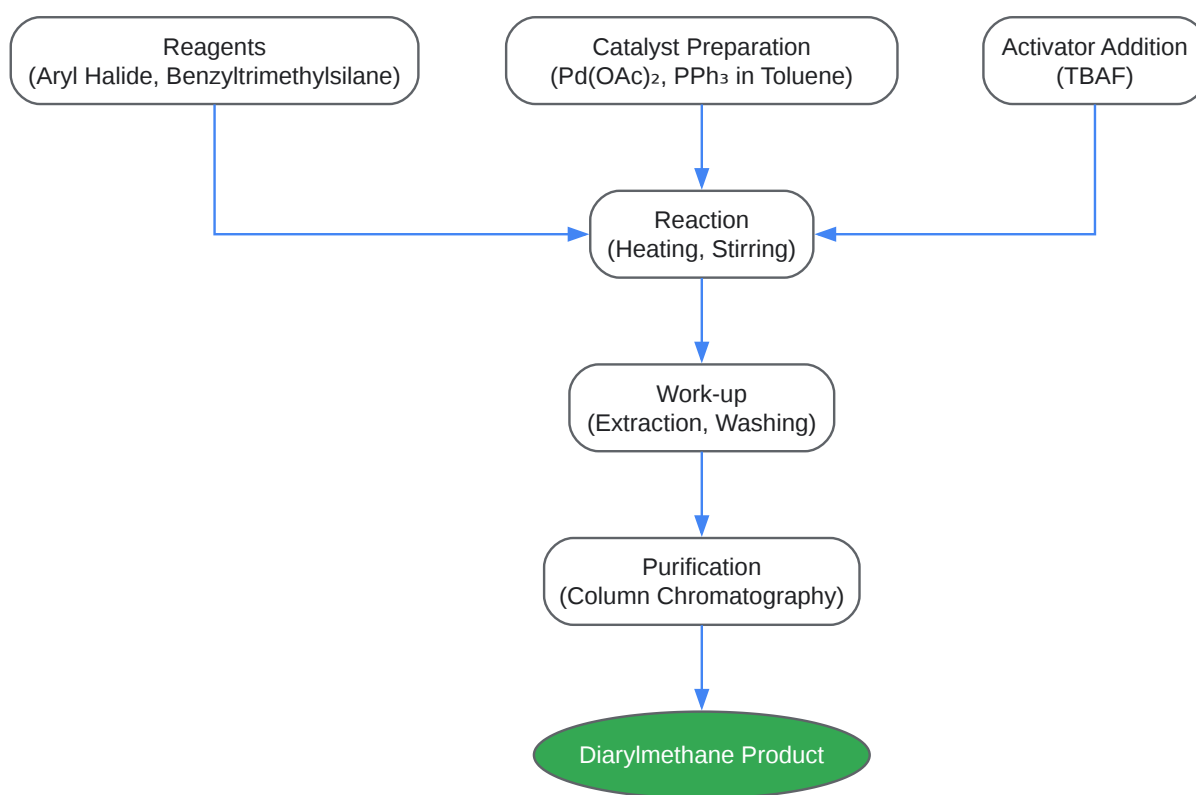 Reagents
(Aryl Halide, Benzyltrimethylsilane)
Catalyst Preparation
(Pd(OAc)₂, PPh₃ in Toluene)
Activator Addition
(TBAF)
Reaction
(Heating, Stirring)
Work-up
(Extraction, Washing)
Purification
(Column Chromatography)
Diarylmethane Product